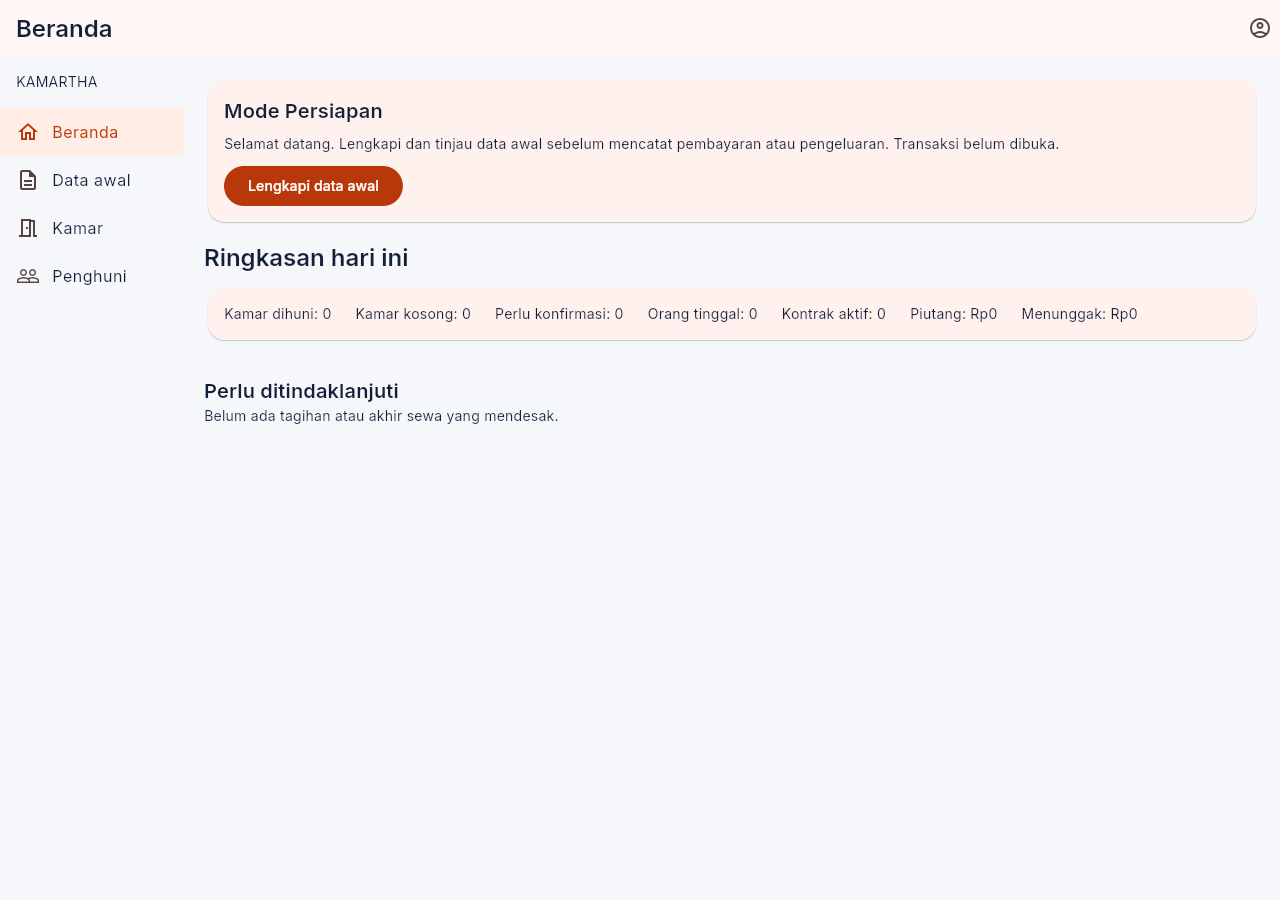 Beranda
KAMARTHA
Beranda
Data awal
Kamar
Penghuni
Mode Persiapan
Selamat datang. Lengkapi dan tinjau data awal sebelum mencatat pembayaran atau pengeluaran. Transaksi belum dibuka.
Lengkapi data awal
Ringkasan hari ini
Kamar dihuni: 0 Kamar kosong: 0 Perlu konfirmasi: 0 Orang tinggal: 0 Kontrak aktif: 0 Piutang: Rp0 Menunggak: Rp0
Perlu ditindaklanjuti
Belum ada tagihan atau akhir sewa yang mendesak.